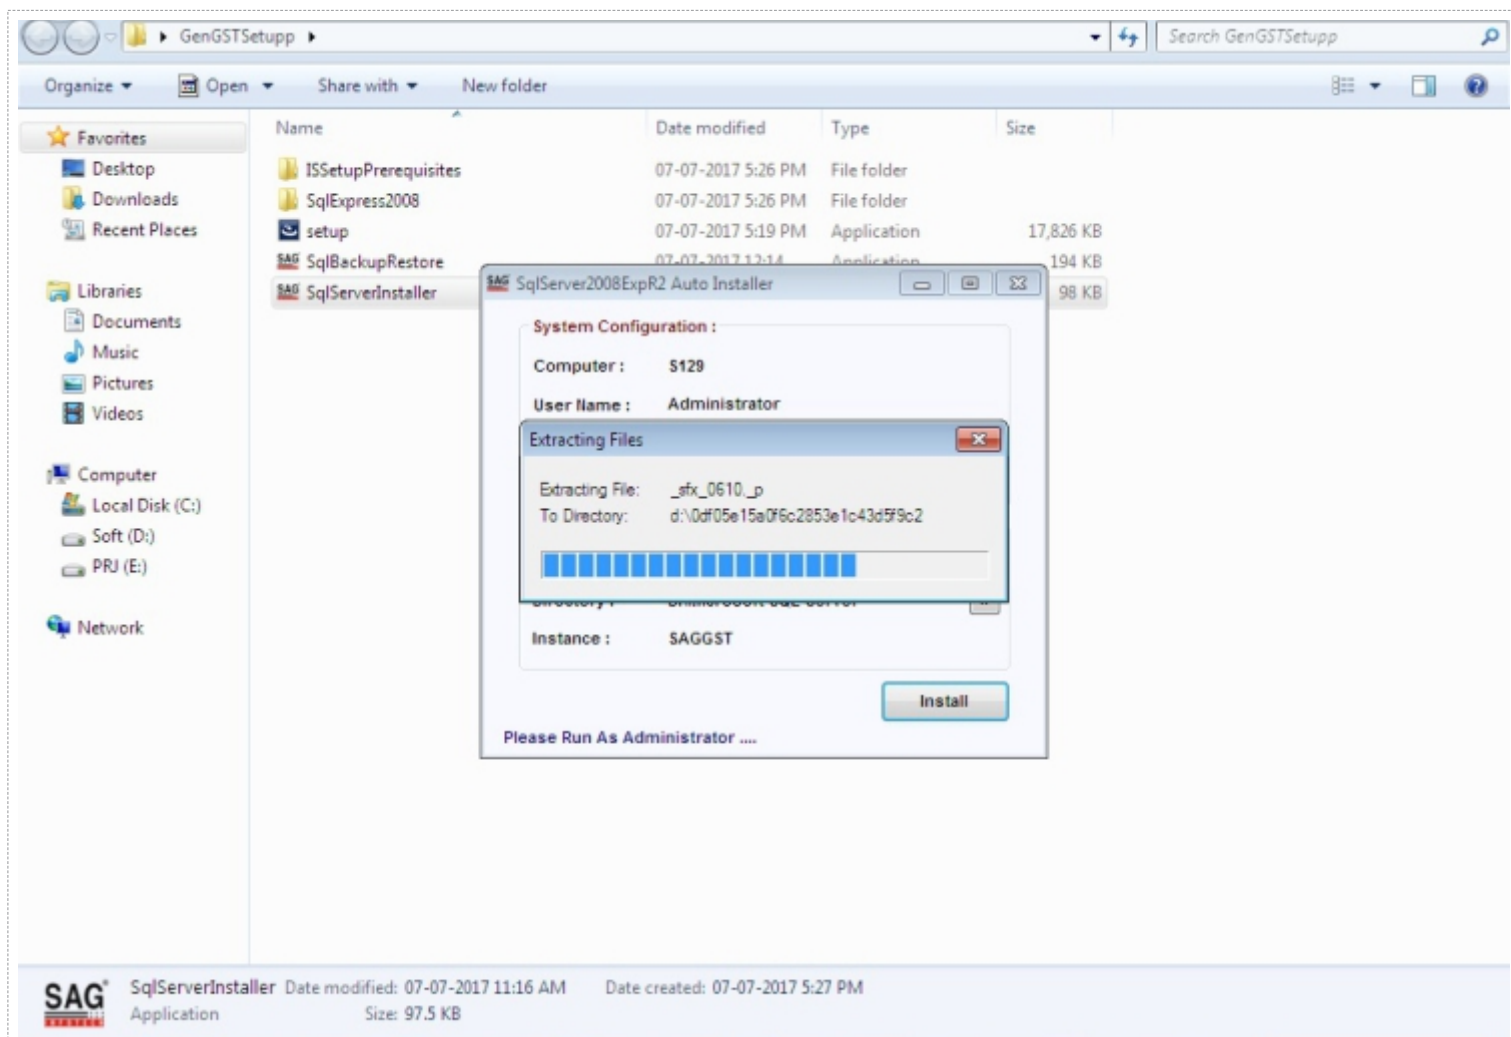 GenGSTSetupp
Search GenGSTSetupp
Organize Open Share with New folder
Name Date modified Type Size
Favorites
Desktop
Downloads
Recent Places
Libraries
Documents
Music
Pictures
Videos
Computer
Local Disk (C:)
Soft (D:)
PRJ (E:)
Network
ISSetupPrerequisites 07-07-2017 5:26 PM File folder
SqlExpress2008 07-07-2017 5:26 PM File folder
setup 07-07-2017 5:19 PM Application 17,826 KB
SqlBackupRestore 07-07-2017 12:14 Application 194 KB
SqlServerInstaller 98 KB
SqlServer2008ExpR2 Auto Installer
System Configuration :
Computer : S129
User Name : Administrator
Extracting Files
Extracting File: _sfx_0610._p
To Directory: d:\0df05e15a0f6c2853e1c43d5f9c2
Instance : SAGGST
Install
Please Run As Administrator ....
SAG
SqlServerInstaller Date modified: 07-07-2017 11:16 AM Date created: 07-07-2017 5:27 PM
Application Size: 97.5 KB